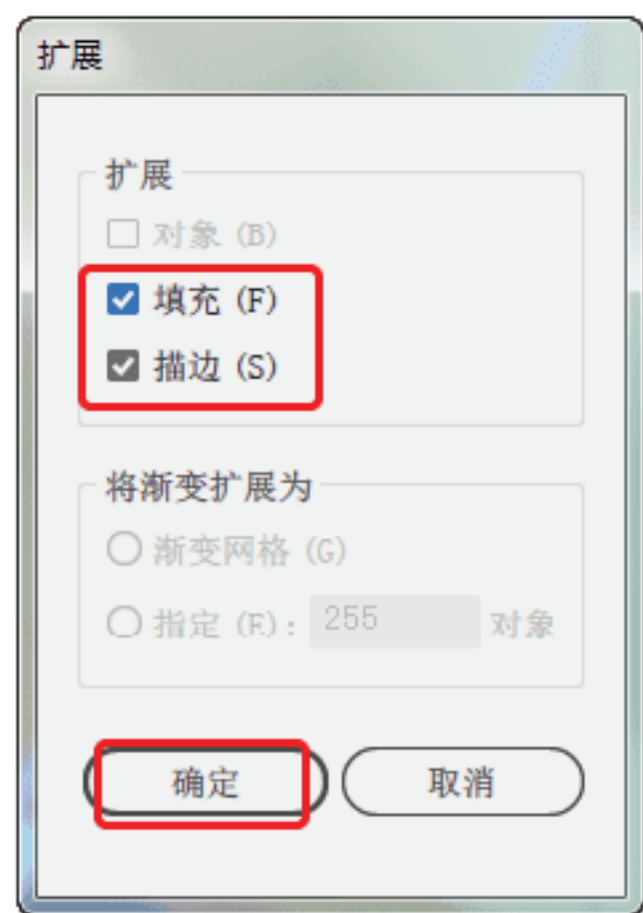 扩展
扩展
对象 (B)
填充 (F)
描边 (S)
将渐变扩展为
渐变网格 (G)
指定 (E): 255 对象
确定 取消